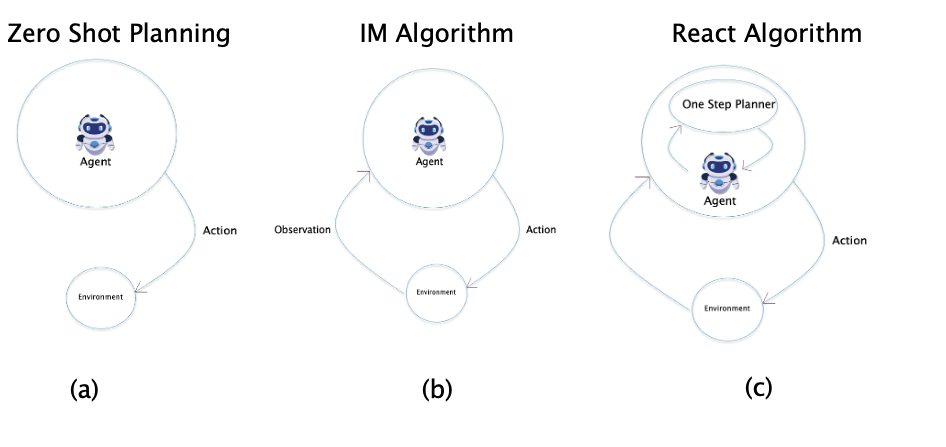 Zero Shot Planning
Agent
Action
Environment
(a)
IM Algorithm
Agent
Observation
Action
Environment
(b)
React Algorithm
One Step Planner
Agent
Action
Environment
(c)